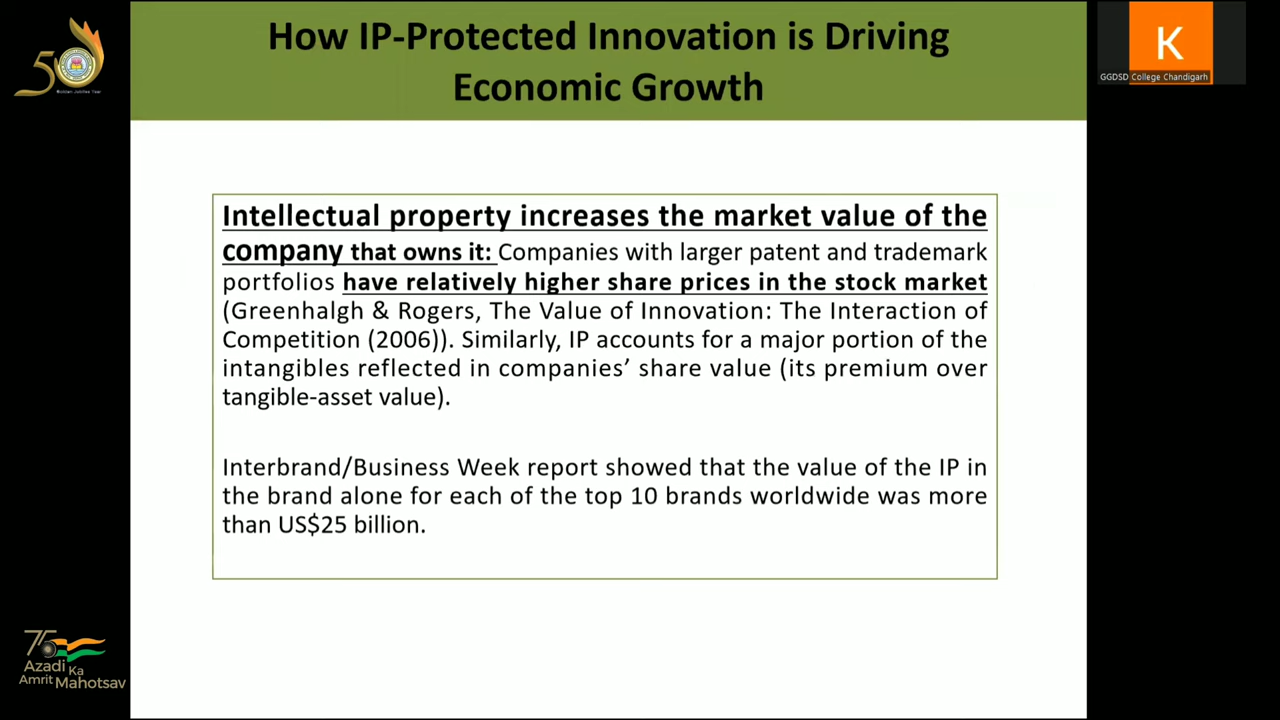 How IP-Protected Innovation is Driving
Economic Growth
50
Golden Jubilee Year
K
GGDSD College Chandigarh
Intellectual property increases the market value of the
company that owns it: Companies with larger patent and trademark
portfolios have relatively higher share prices in the stock market
(Greenhalgh & Rogers, The Value of Innovation: The Interaction of
Competition (2006)). Similarly, IP accounts for a major portion of the
intangibles reflected in companies’ share value (its premium over
tangible-asset value).
Interbrand/Business Week report showed that the value of the IP in
the brand alone for each of the top 10 brands worldwide was more
than US$25 billion.
75
Azadi Ka
Amrit Mahotsav